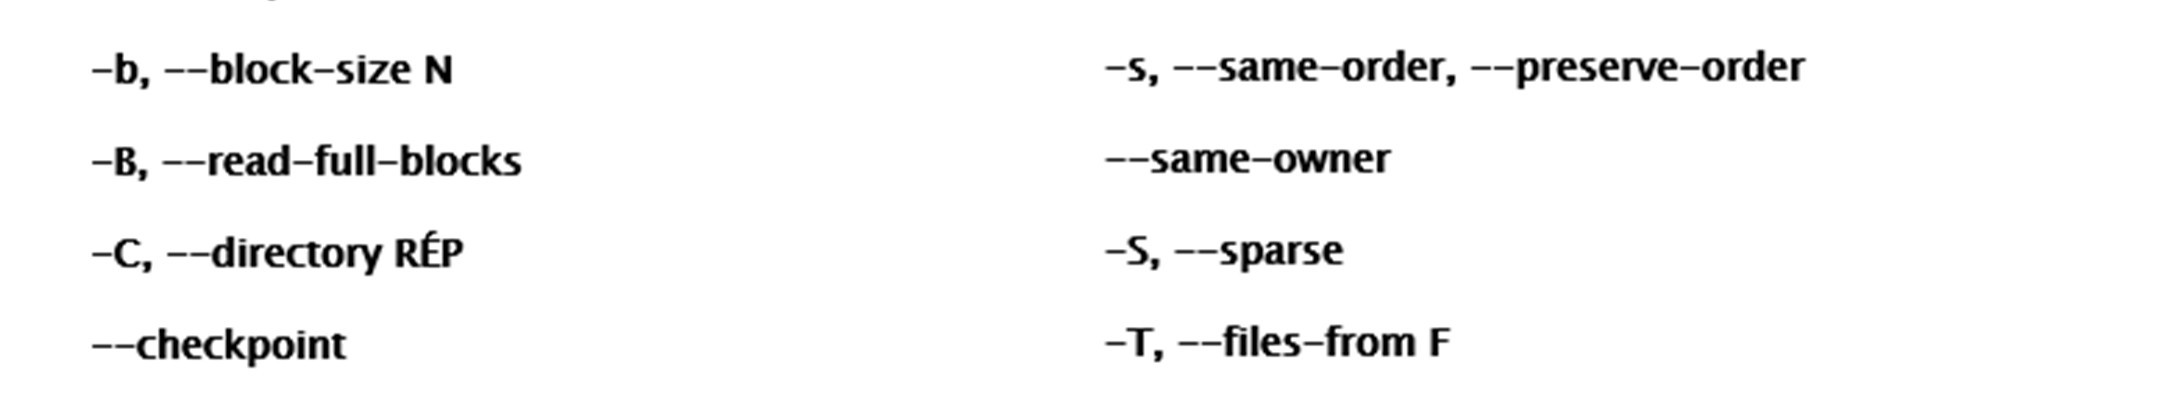 -b, --block-size N
-B, --read-full-blocks
-C, --directory RÉP
--checkpoint
-s, --same-order, --preserve-order
--same-owner
-S, --sparse
-T, --files-from F